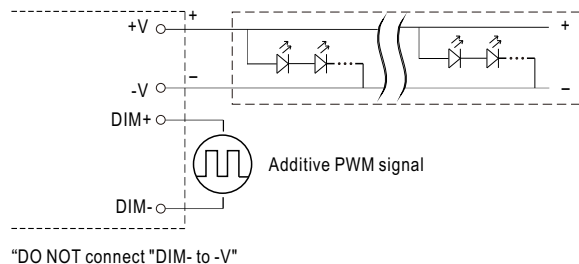 +V
+
+
-V
−
−
DIM+
Additive PWM signal
DIM-
“DO NOT connect "DIM- to -V"